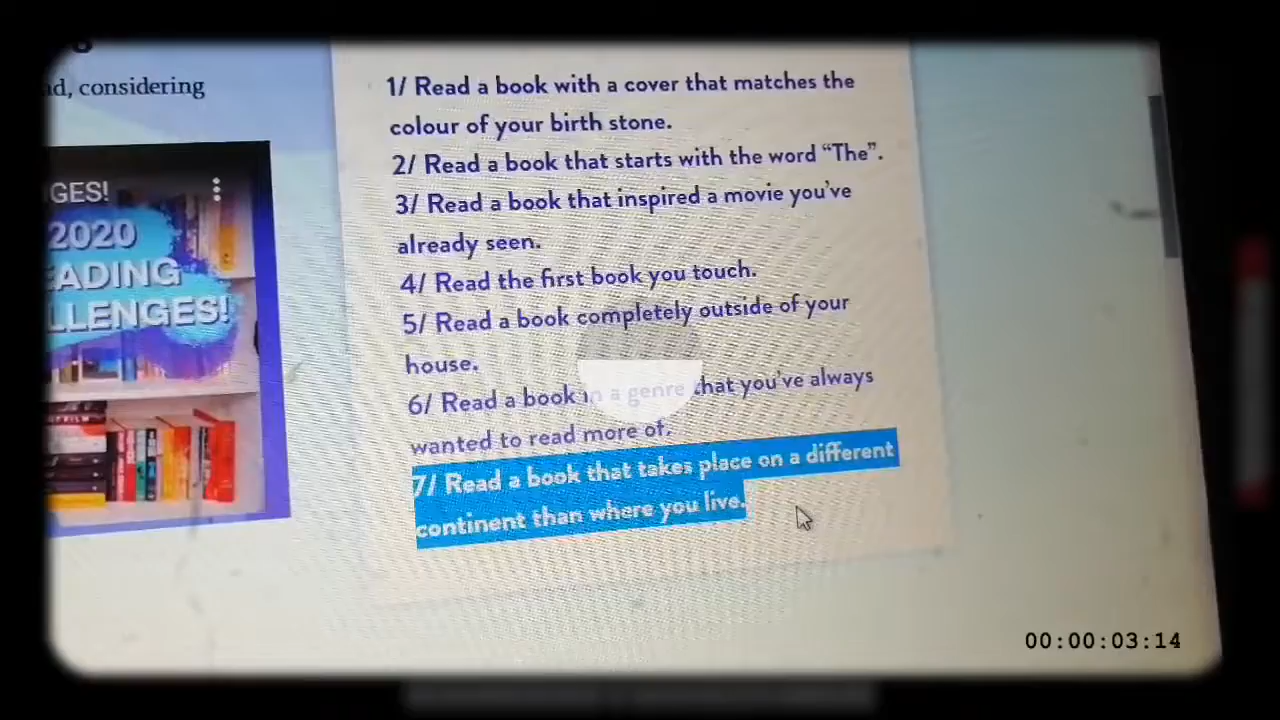 ad, considering
GES!
2020
EADING
LLENGES!
1/ Read a book with a cover that matches the
colour of your birth stone.
2/ Read a book that starts with the word “The”.
3/ Read a book that inspired a movie you’ve
already seen.
4/ Read the first book you touch.
5/ Read a book completely outside of your
house.
6/ Read a book in a genre that you’ve always
wanted to read more of.
7/ Read a book that takes place on a different
continent than where you live.
00:00:03:14